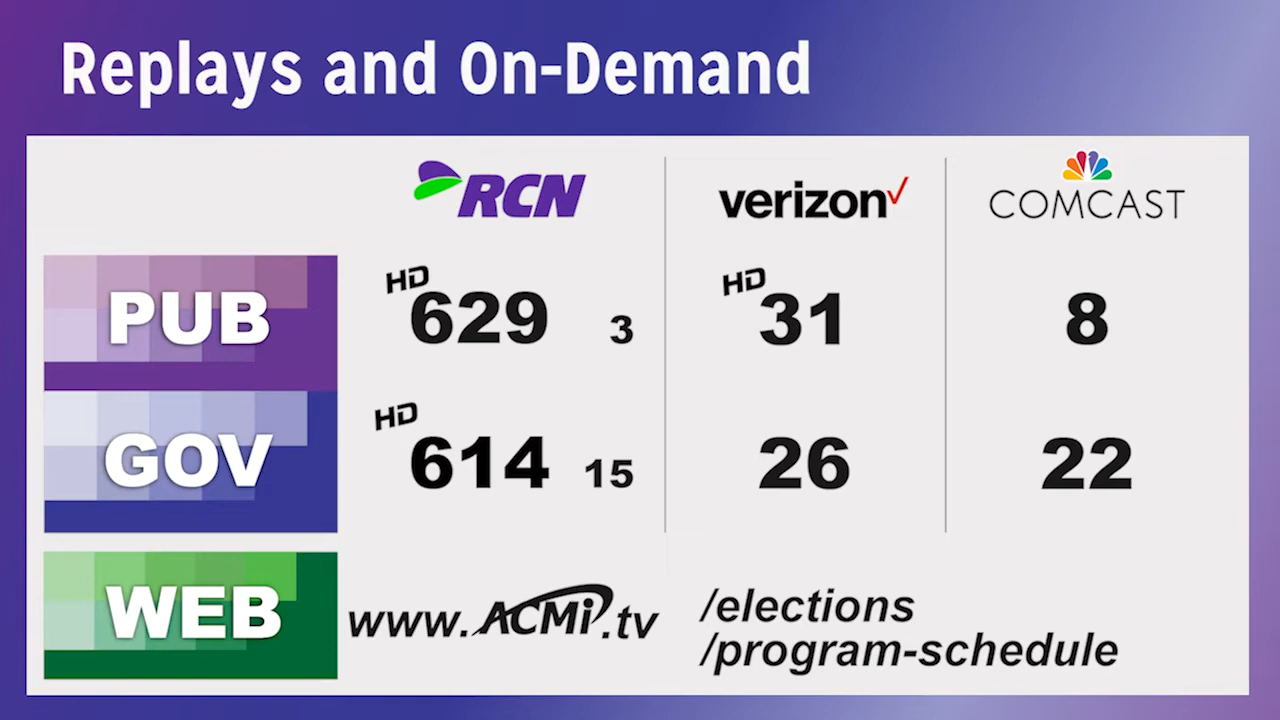 Replays and On-Demand
RCN verizon COMCAST
PUB HD 629 3 HD 31 8
GOV HD 614 15 26 22
WEB www.ACMi.tv /elections
/program-schedule